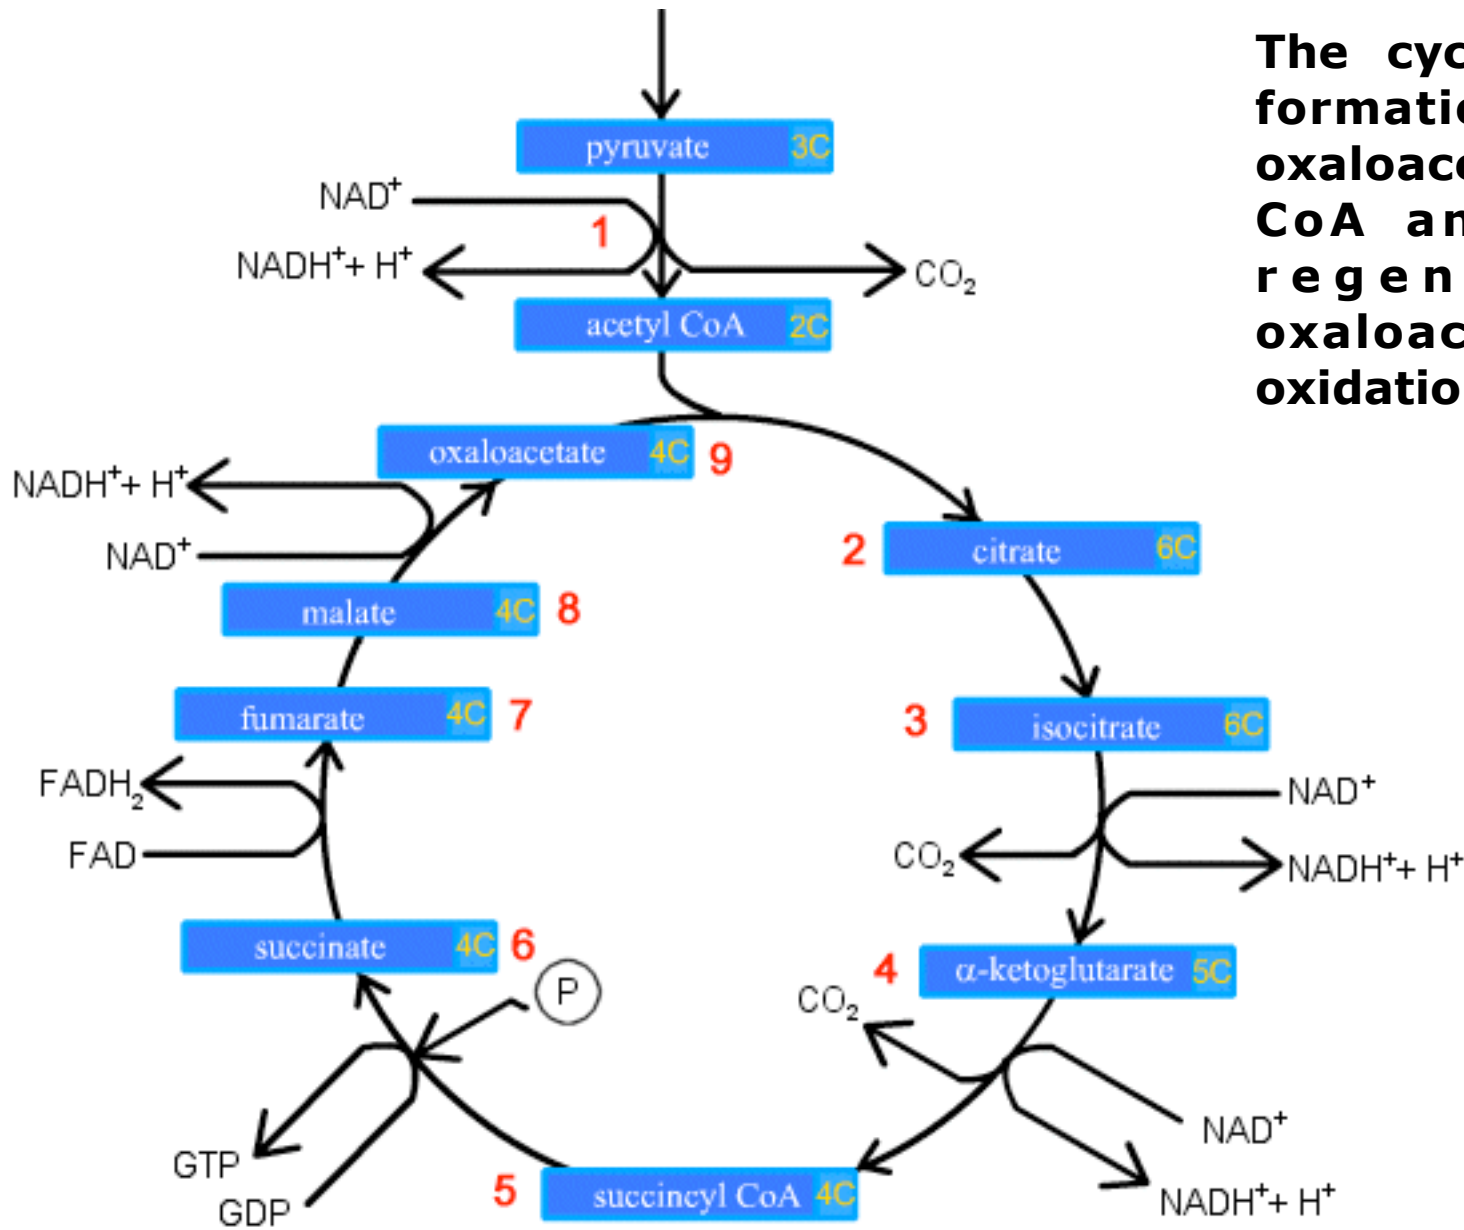 The cyc
formatio
oxaloace
CoA an
regen
oxaloac
oxidatio
pyruvate 3C
NAD+
1
NADH++ H+
CO2
acetyl CoA 2C
oxaloacetate 4C 9
NADH++ H+
NAD+
2 citrate 6C
malate 4C 8
fumarate 4C 7
3 isocitrate 6C
FADH2
FAD
NAD+
CO2
NADH++ H+
succinate 4C 6
P
4 α-ketoglutarate 5C
CO2
NAD+
NADH++ H+
GTP
GDP
5 succincyl CoA 4C